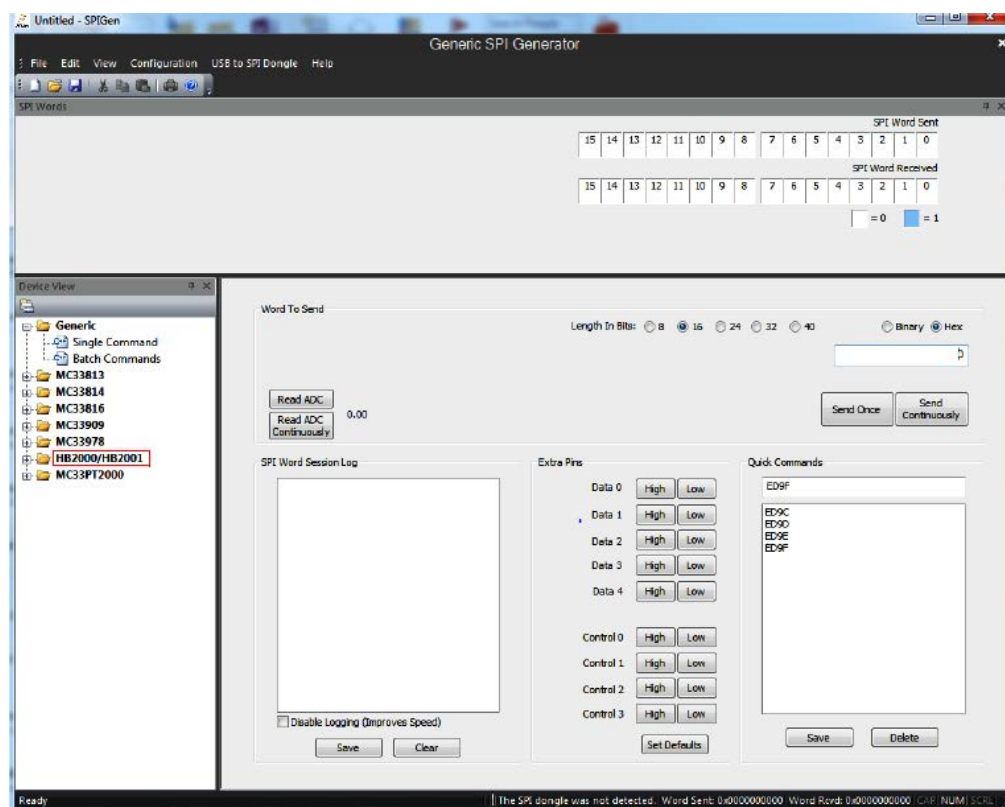 Untitled - SPIGen
Generic SPI Generator
File Edit View Configuration USB to SPI Dongle Help
SPI Words
SPI Word Sent
15 14 13 12 11 10 9 8 7 6 5 4 3 2 1 0
SPI Word Received
15 14 13 12 11 10 9 8 7 6 5 4 3 2 1 0
= 0 = 1
Device View
Generic
Single Command
Batch Commands
MC33813
MC33814
MC33816
MC33909
MC33978
HB2000/HB2001
MC33PT2000
Word To Send
Length In Bits: 8 16 24 32 40 Binary Hex
Read ADC
Read ADC Continuously
0.00
Send Once
Send Continuously
SPI Word Session Log
Disable Logging (Improves Speed)
Save Clear
Extra Pins
Data 0 High Low
Data 1 High Low
Data 2 High Low
Data 3 High Low
Data 4 High Low
Control 0 High Low
Control 1 High Low
Control 2 High Low
Control 3 High Low
Set Defaults
Quick Commands
ED9F
ED9C
ED9D
ED9E
ED9F
Save Delete
Ready
The SPI dongle was not detected. Word Sent: 0x0000000000 Word Rcvd: 0x0000000000 CAP NUM SCRL